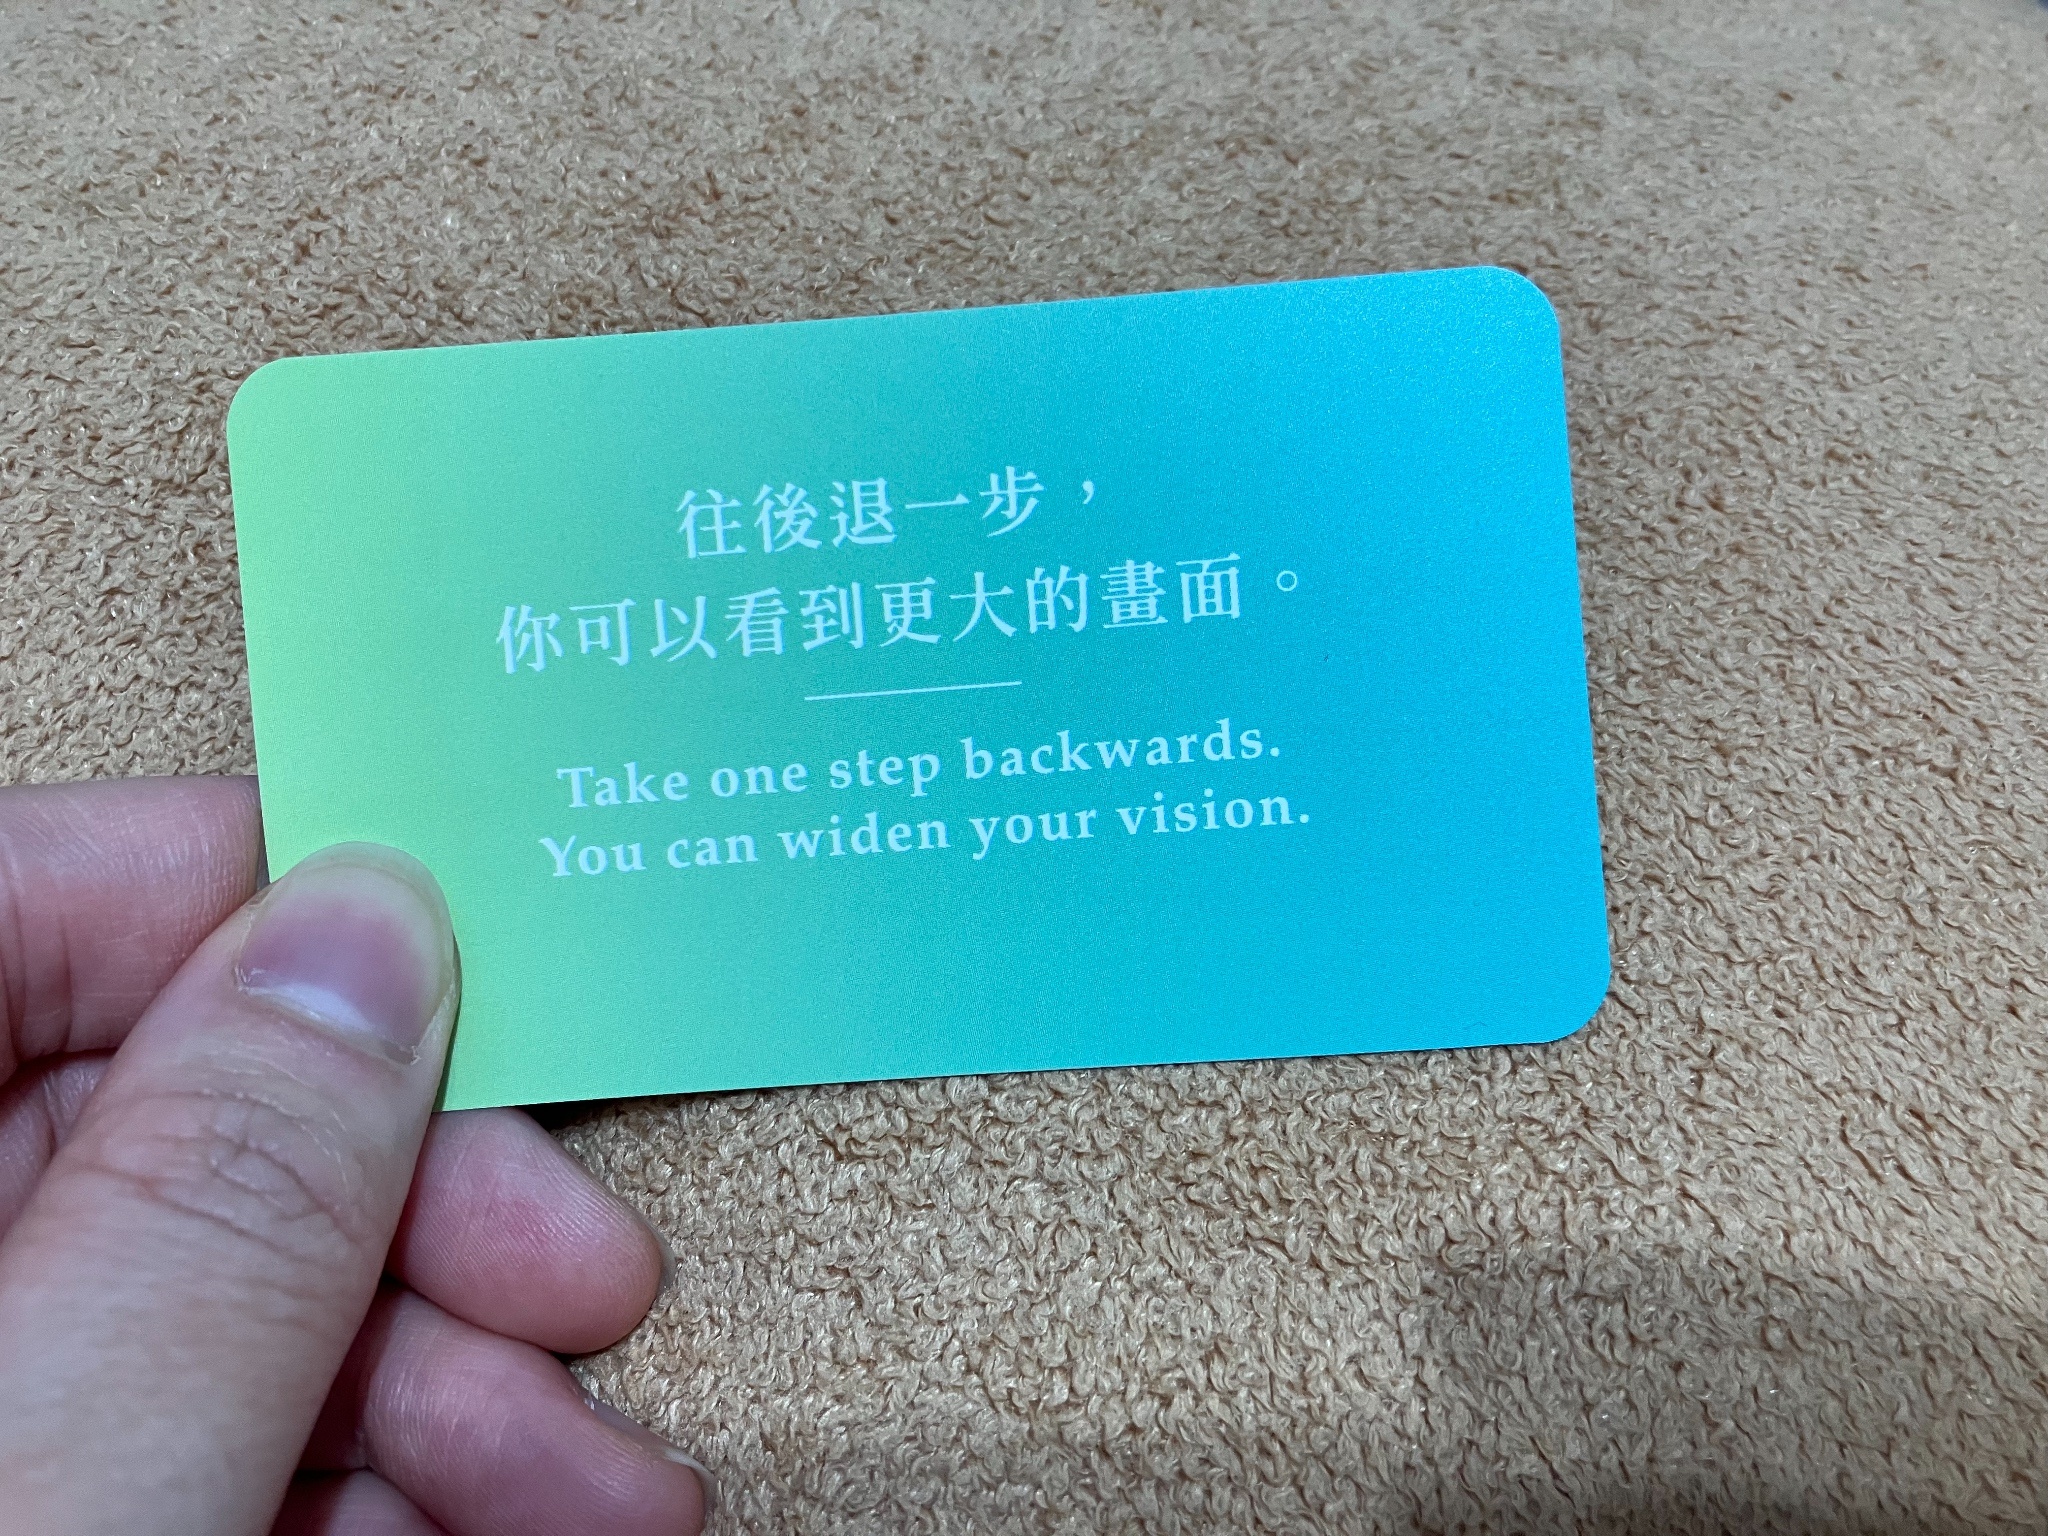 往後退一步，
你可以看到更大的畫面。
Take one step backwards.
You can widen your vision.